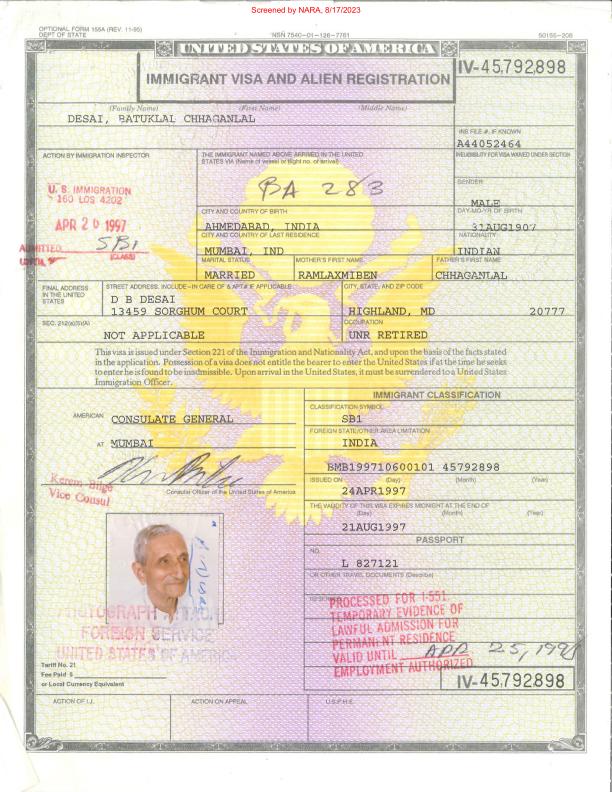 Screened by NARA, 8/17/2023
OPTIONAL FORM 155A (REV. 11-95)
DEPT OF STATE
NSN 7540-01-126-7761
50155-208
UNITED STATES OF AMERICA
IMMIGRANT VISA AND ALIEN REGISTRATION
IV-45,792,898
(Family Name) (First Name) (Middle Name)
DESAI, BATUKLAL CHHAGANLAL
INS FILE #, IF KNOWN
A44052464
ACTION BY IMMIGRATION INSPECTOR
THE IMMIGRANT NAMED ABOVE ARRIVED IN THE UNITED
STATES VIA (Name of vessel or flight no. of arrival)
INELIGIBILITY FOR VISA WAIVED UNDER SECTION
BA 283
U. S. IMMIGRATION
160 LOS 4202
APR 26 1997
ADMITTED SB1
(CLASS)
UNTIL
GENDER
MALE
CITY AND COUNTRY OF BIRTH
AHMEDABAD, INDIA
DAY-MO-YR OF BIRTH
31AUG1907
CITY AND COUNTRY OF LAST RESIDENCE
MUMBAI, IND
NATIONALITY
INDIAN
MARITAL STATUS
MARRIED
MOTHER'S FIRST NAME
RAMLAXMIBEN
FATHER'S FIRST NAME
CHHAGANLAL
FINAL ADDRESS
IN THE UNITED
STATES
STREET ADDRESS, INCLUDE-IN CARE OF & APT# IF APPLICABLE
D B DESAI
13459 SORGHUM COURT
CITY, STATE, AND ZIP CODE
HIGHLAND, MD 20777
SEC. 212(a)(5)(A)
NOT APPLICABLE
OCCUPATION
UNR RETIRED
This visa is issued under Section 221 of the Immigration and Nationality Act, and upon the basis of the facts stated
in the application. Possession of a visa does not entitle the bearer to enter the United States if at the time he seeks
to enter he is found to be inadmissible. Upon arrival in the United States, it must be surrendered to a United States
Immigration Officer.
AMERICAN CONSULATE GENERAL
AT MUMBAI
Kerem Bilge
Vice Consul
Consular Officer of the United States of America
IMMIGRANT CLASSIFICATION
CLASSIFICATION SYMBOL
SB1
FOREIGN STATE/OTHER AREA LIMITATION
INDIA
BMB199710600101 45792898
ISSUED ON (Day) (Month) (Year)
24APR1997
THE VALIDITY OF THIS VISA EXPIRES MIDNIGHT AT THE END OF
(Day) (Month) (Year)
21AUG1997
PASSPORT
NO.
L 827121
OR OTHER TRAVEL DOCUMENTS (Describe)
PROCESSED FOR I-551.
TEMPORARY EVIDENCE OF
LAWFUL ADMISSION FOR
PERMANENT RESIDENCE
VALID UNTIL APR 25, 1998
EMPLOYMENT AUTHORIZED
PHOTOGRAPH ATTACHED
FOREIGN SERVICE
UNITED STATES OF AMERICA
Tariff No. 21
Fee Paid $
or Local Currency Equivalent
IV-45,792,898
ACTION OF I.J.
ACTION ON APPEAL
U.S.P.H.S.